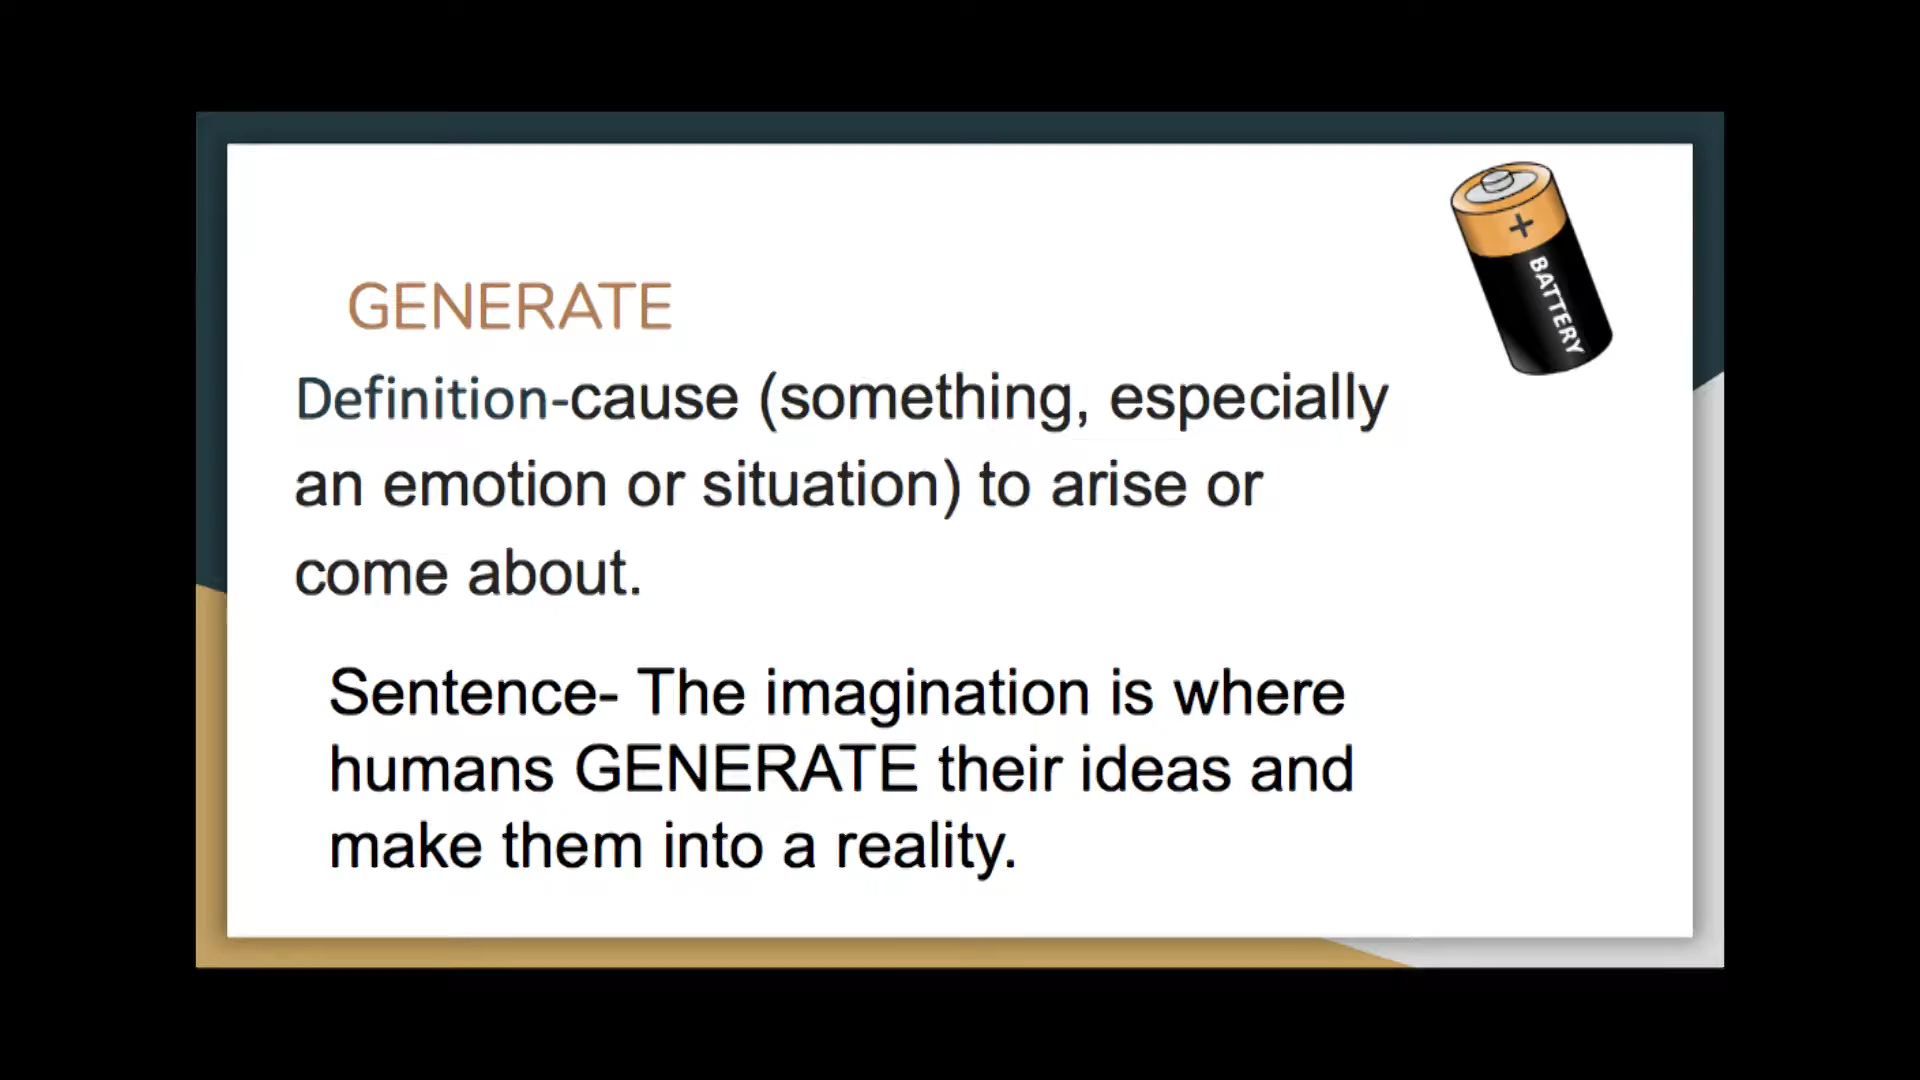 GENERATE
Definition-cause (something, especially
an emotion or situation) to arise or
come about.
Sentence- The imagination is where
humans GENERATE their ideas and
make them into a reality.
+
BATTERY